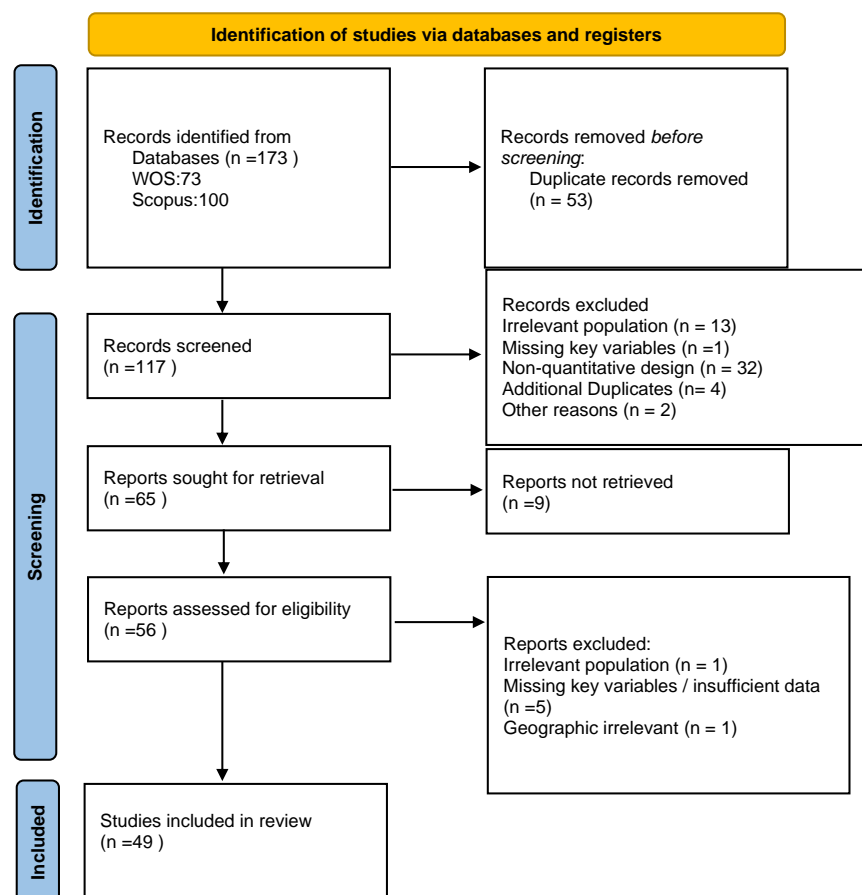 Identification of studies via databases and registers
Identification
Records identified from
Databases (n =173 )
WOS:73
Scopus:100
Records removed before
screening:
Duplicate records removed
(n = 53)
Screening
Records screened
(n =117 )
Records excluded
Irrelevant population (n = 13)
Missing key variables (n =1)
Non-quantitative design (n = 32)
Additional Duplicates (n= 4)
Other reasons (n = 2)
Reports sought for retrieval
(n =65 )
Reports not retrieved
(n =9)
Reports assessed for eligibility
(n =56 )
Reports excluded:
Irrelevant population (n = 1)
Missing key variables / insufficient data
(n =5)
Geographic irrelevant (n = 1)
Included
Studies included in review
(n =49 )